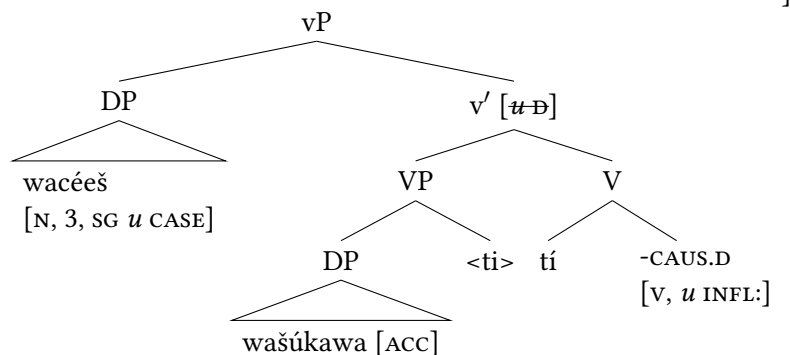 ]
vP
DP v′ [u D]
wacéeš VP V
[N, 3, SG u CASE]
DP <ti> tí -CAUS.D
[V, u INFL:]
wašúkawa [ACC]